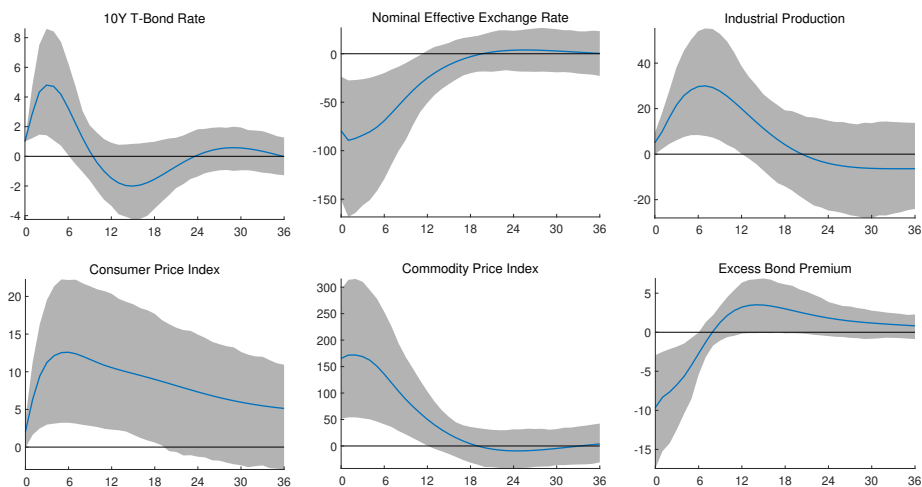 10Y T-Bond Rate
8
6
4
2
0
-2
-4
0 6 12 18 24 30 36
Nominal Effective Exchange Rate
0
-50
-100
-150
0 6 12 18 24 30 36
Industrial Production
40
20
0
-20
0 6 12 18 24 30 36
Consumer Price Index
20
15
10
5
0
0 6 12 18 24 30 36
Commodity Price Index
300
250
200
150
100
50
0
0 6 12 18 24 30 36
Excess Bond Premium
5
0
-5
-10
-15
0 6 12 18 24 30 36